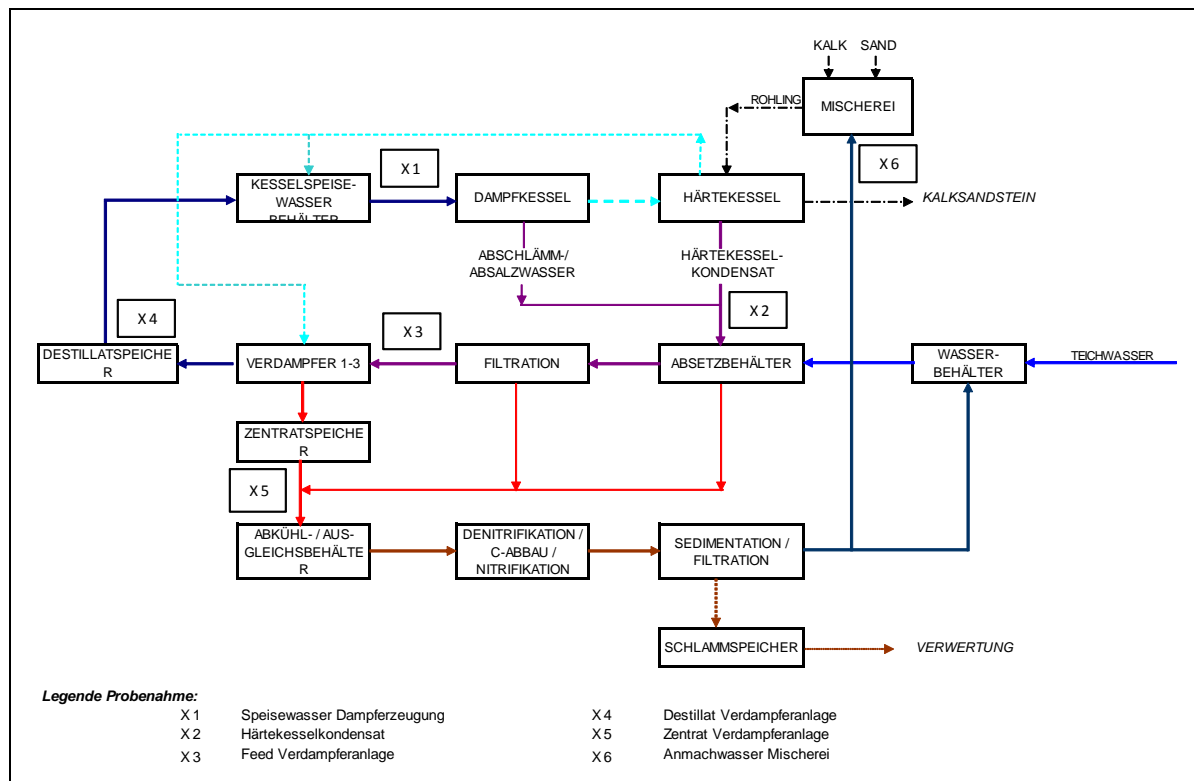 KALK SAND
MISCHEREI
ROHLING
X 1
X 6
KESSELSPEISE-
WASSER
BEHÄLTER
DAMPFKESSEL
HÄRTEKESSEL
KALKSANDSTEIN
ABSCHLÄMM-/
ABSALZWASSER
HÄRTEKESSEL-
KONDENSAT
X 4
X 3
X 2
DESTILLATSPEICHE
R
VERDAMPFER 1-3
FILTRATION
ABSETZBEHÄLTER
WASSER-
BEHÄLTER
TEICHWASSER
ZENTRATSPEICHE
R
X 5
ABKÜHL- / AUS-
GLEICHSBEHÄLTE
R
DENITRIFIKATION /
C-ABBAU /
NITRIFIKATION
SEDIMENTATION /
FILTRATION
SCHLAMMSPEICHER
VERWERTUNG
Legende Probenahme:
X 1 Speisewasser Dampferzeugung
X 2 Härtekesselkondensat
X 3 Feed Verdampferanlage
X 4 Destillat Verdampferanlage
X 5 Zentrat Verdampferanlage
X 6 Anmachwasser Mischerei